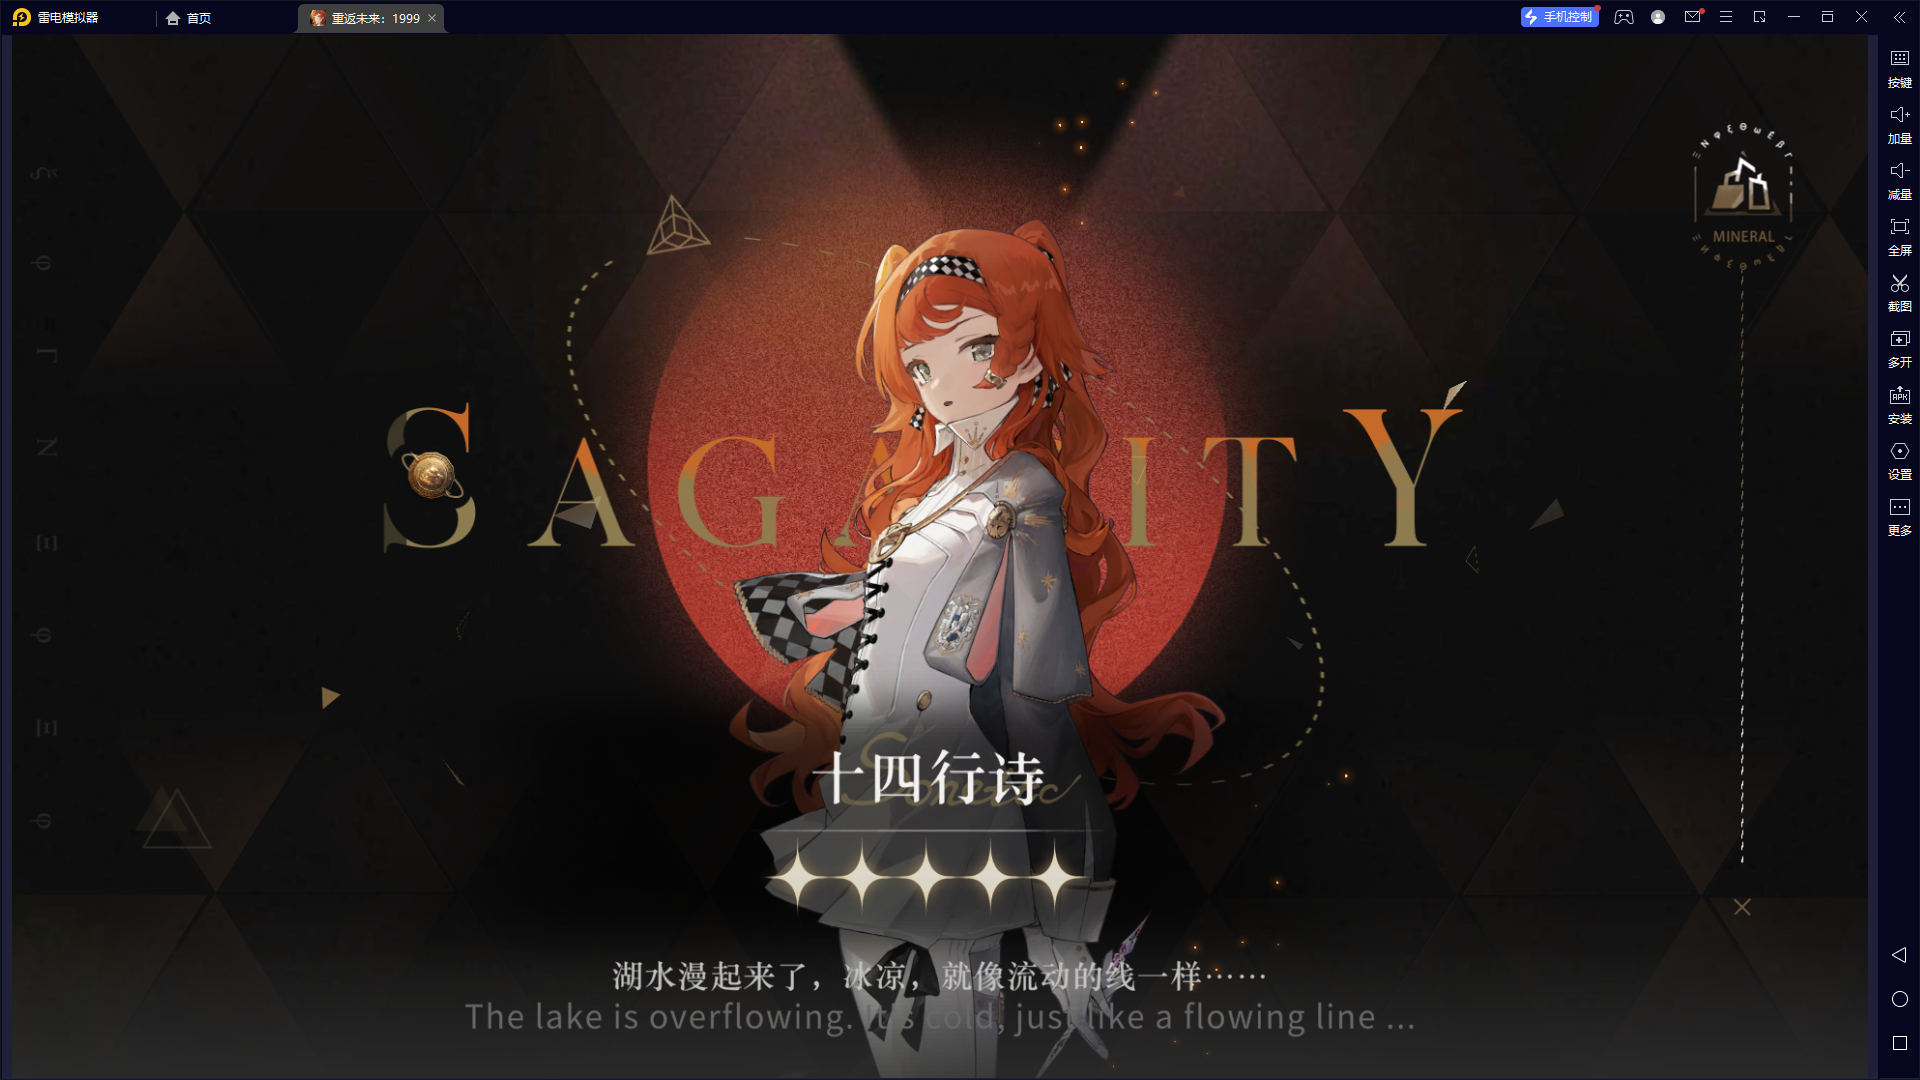 雷电模拟器
首页
重返未来：1999
手机控制
按键
加量
减量
全屏
截图
多开
APK
安装
设置
更多
MINERAL
SAGA ITY
十四行诗
湖水漫起来了，冰凉，就像流动的线一样……
The lake is overflowing. It's cold, just like a flowing line ...